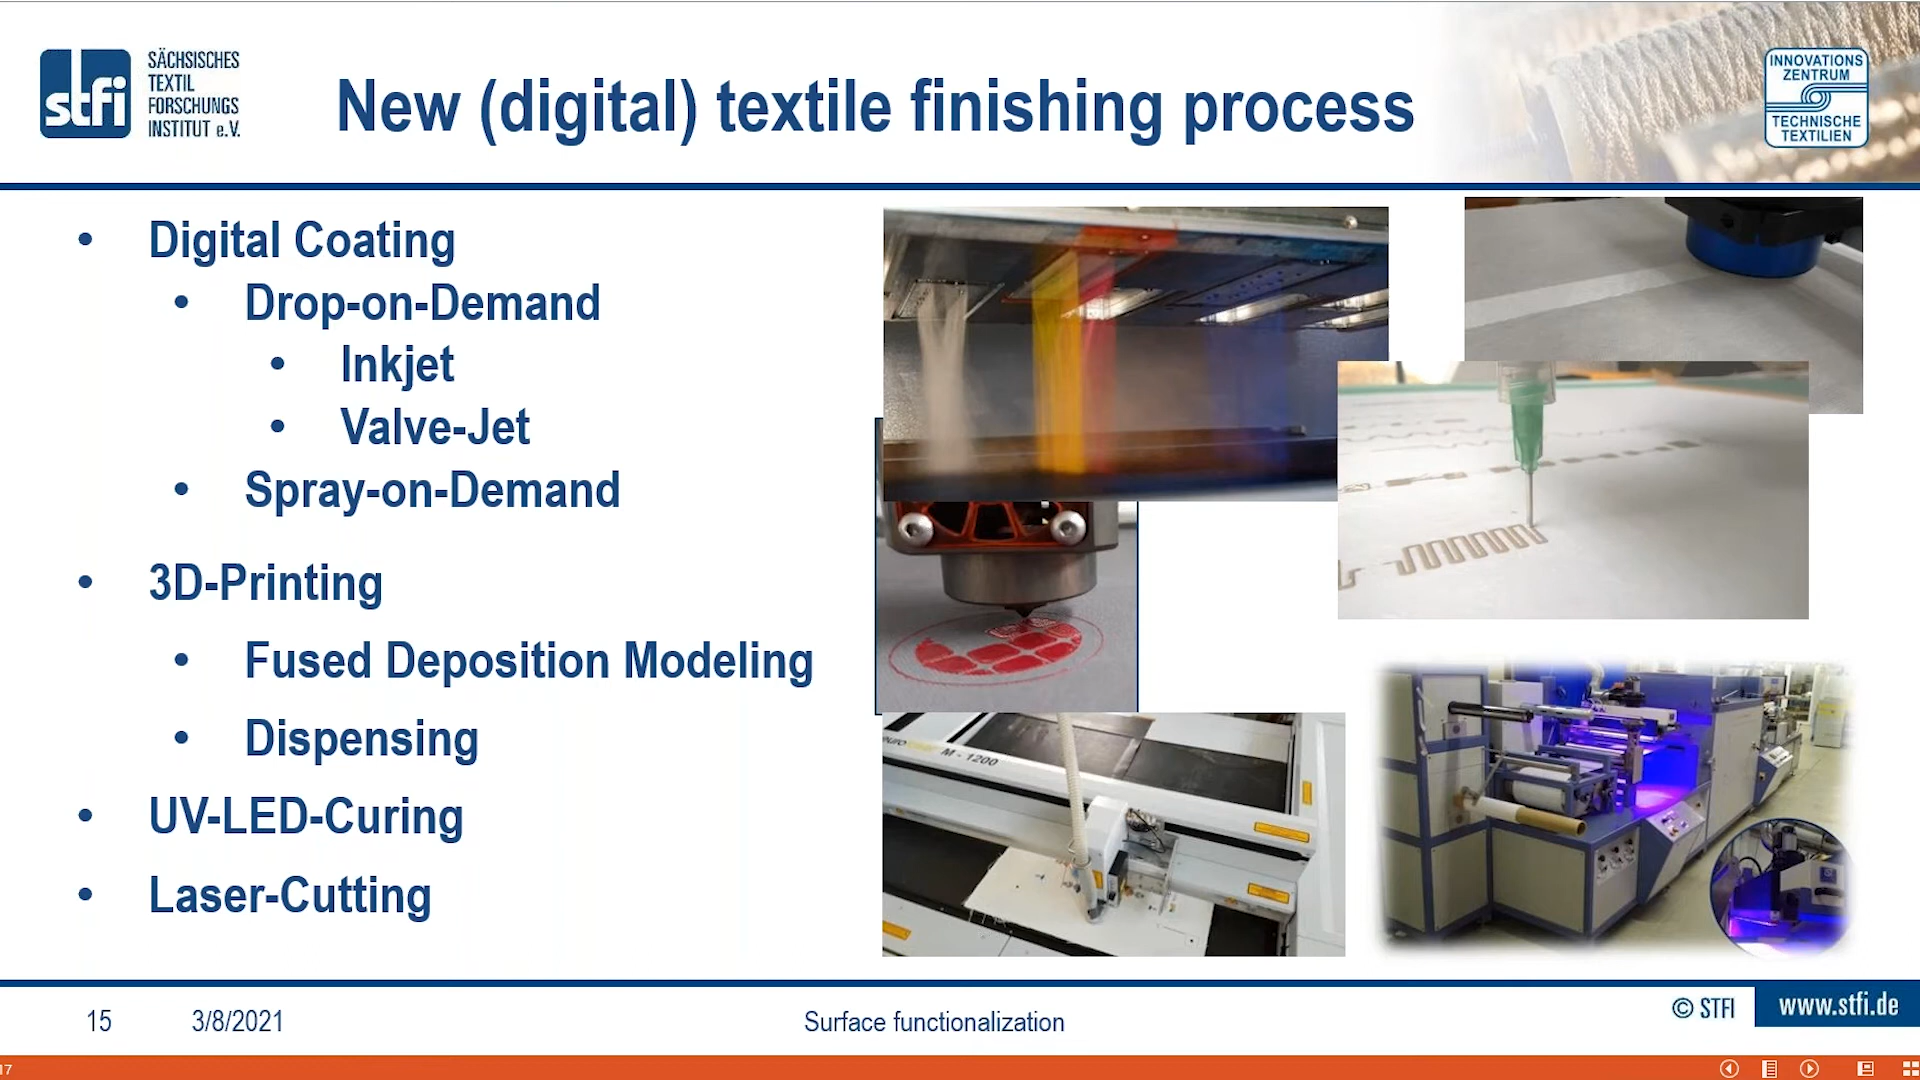 stfi
SÄCHSISCHES
TEXTIL
FORSCHUNGS
INSTITUT e.V.
New (digital) textile finishing process
INNOVATIONS
ZENTRUM
TECHNISCHE
TEXTILIEN
• Digital Coating
• Drop-on-Demand
• Inkjet
• Valve-Jet
• Spray-on-Demand
• 3D-Printing
• Fused Deposition Modeling
• Dispensing
• UV-LED-Curing
• Laser-Cutting
M - 1200
15
3/8/2021
Surface functionalization
© STFI
www.stfi.de
17